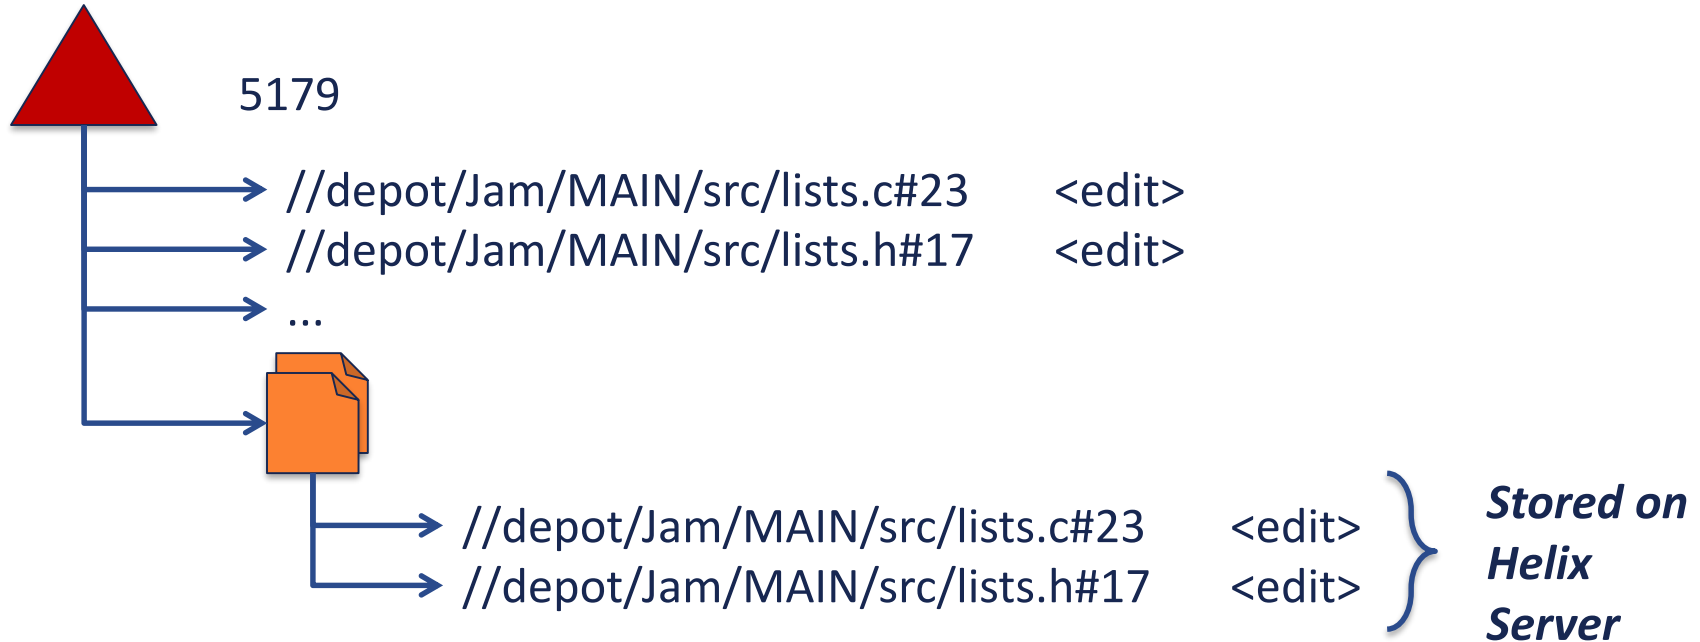 5179
//depot/Jam/MAIN/src/lists.c#23 <edit>
//depot/Jam/MAIN/src/lists.h#17 <edit>
...
//depot/Jam/MAIN/src/lists.c#23 <edit>
//depot/Jam/MAIN/src/lists.h#17 <edit>
Stored on
Helix
Server